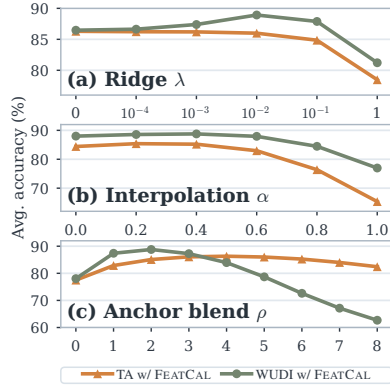 90
85
80
(a) Ridge λ
0 10⁻⁴ 10⁻³ 10⁻² 10⁻¹ 1
Avg. accuracy (%)
90
80
70
(b) Interpolation α
0.0 0.2 0.4 0.6 0.8 1.0
90
80
70
60
(c) Anchor blend ρ
0 1 2 3 4 5 6 7 8
TA w/ FEATCAL WUDI w/ FEATCAL